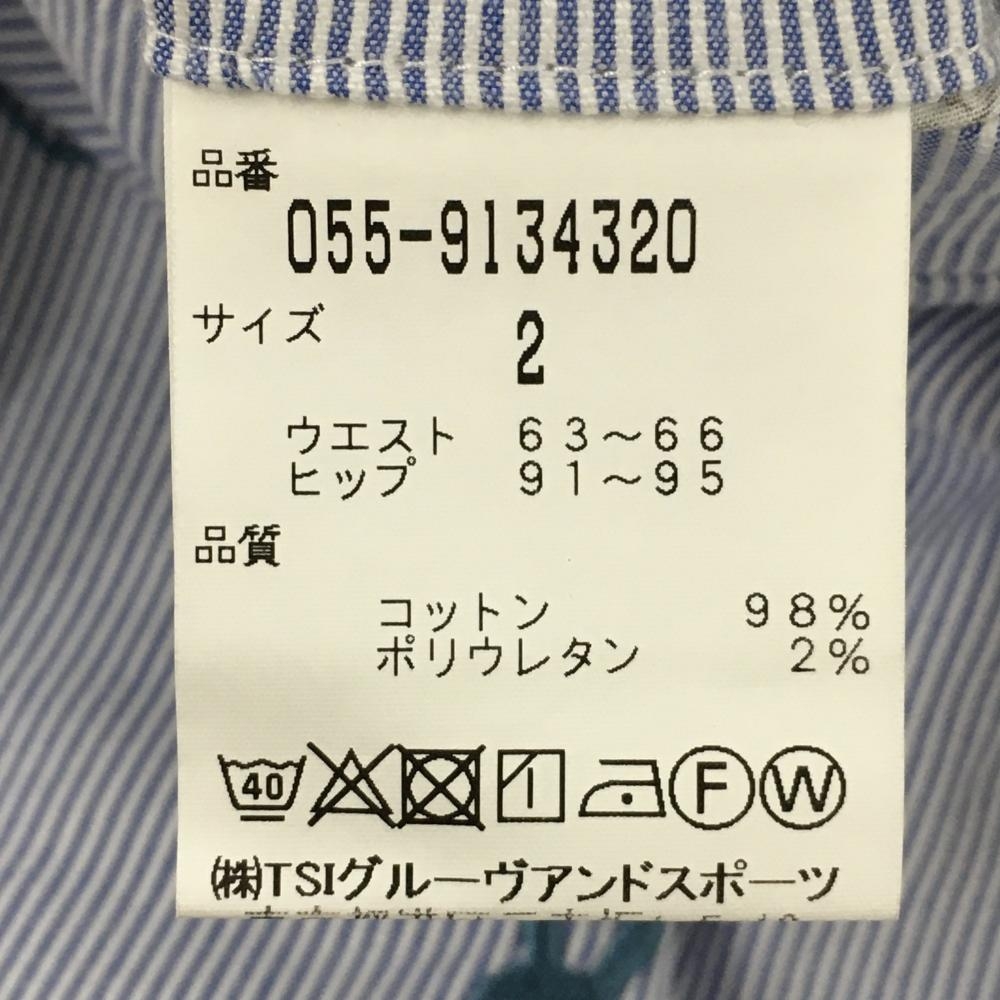 品番
055-9134320
サイズ
2
ウエスト 63〜66
ヒップ 91〜95
品質
コットン 98%
ポリウレタン 2%
40 F W
㈱TSIグルーヴアンドスポーツ